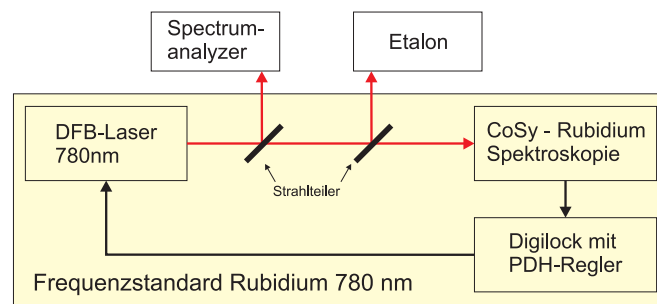 Spectrum-
analyzer
Etalon
DFB-Laser
780nm
CoSy - Rubidium
Spektroskopie
Strahlteiler
Digilock mit
PDH-Regler
Frequenzstandard Rubidium 780 nm